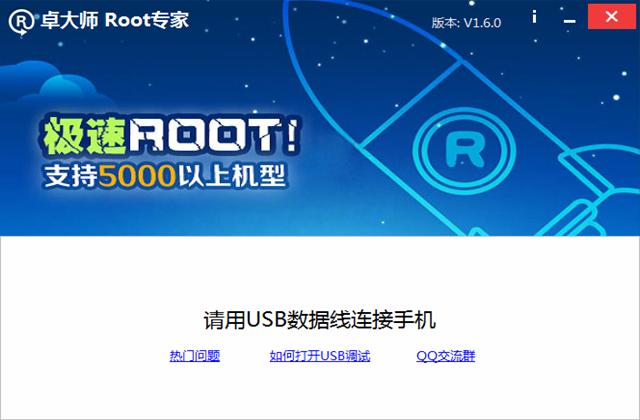 卓大师 Root专家
版本: V1.6.0
极速ROOT!
支持5000以上机型
请用USB数据线连接手机
热门问题 如何打开USB调试 QQ交流群